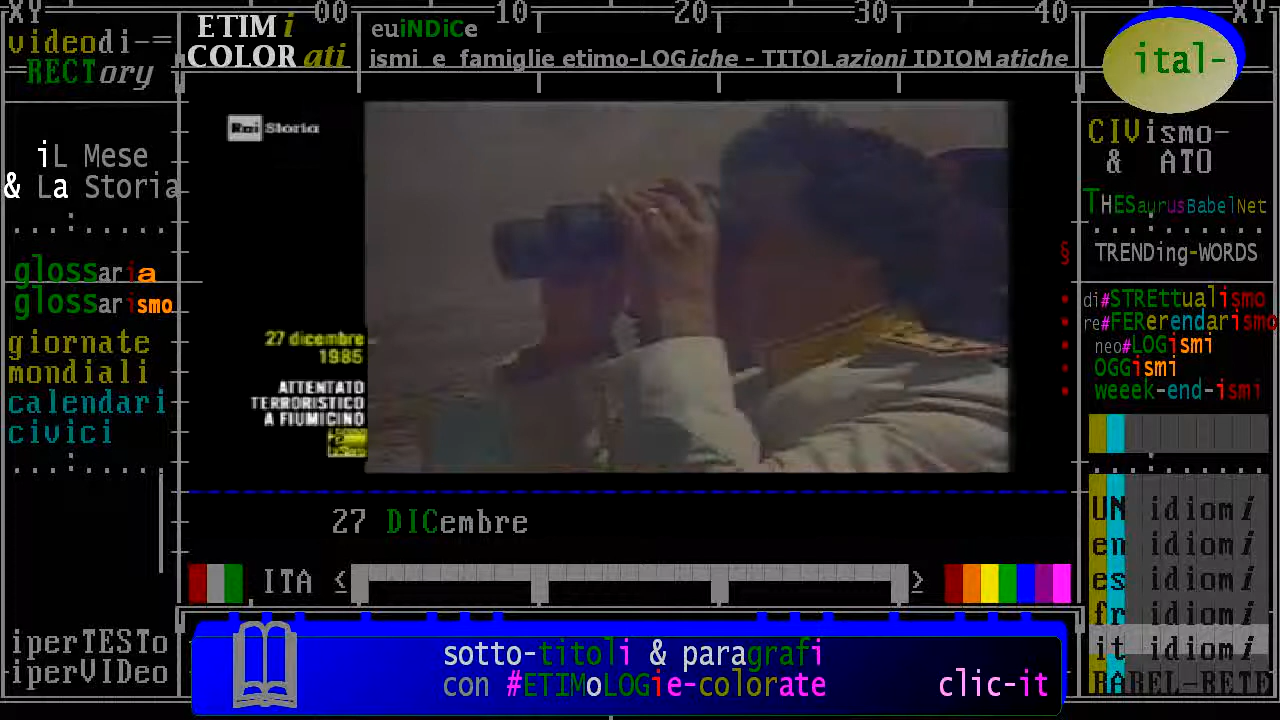 XY 00 10 20 30 40 XY
videodi-=
=RECTory
ETIMi
COLORati
euiNDiCe
ismi e famiglie etimo-LOGiche - TITOLazioni IDIOMatiche
ital-
iL Mese
& La Storia
glossaria
glossarismo
giornate
mondiali
calendari
civici
iperTESTo
iperVIDeo
Rai Storia
27 dicembre
1985
ATTENTATO
TERRORISTICO
A FIUMICINO
27 DICembre
ITA < >
sotto-titoli & paragrafi
con #ETIMoLOGie-colorate
clic-it
CIVismo-
& ATO
THESaurusBabelNet
TRENDing-WORDS
§
di#STREttualismo
re#FERerendarismo
neo#LOGismi
OGGismi
weeek-end-ismi
UN idiomi
en idiomi
es idiomi
fr idiomi
it idiomi
BABEL-RETE